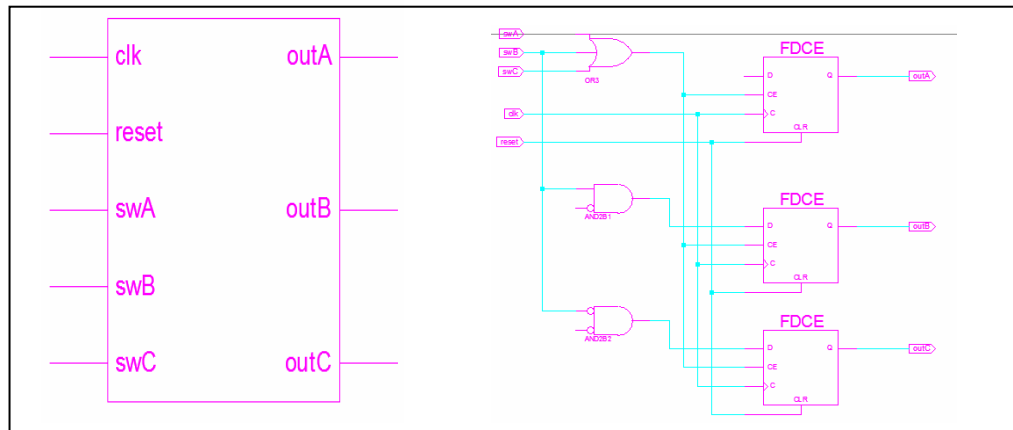 clk
outA
reset
swA
outB
swB
swC
outC
swA
swB
swC
OR3
clk
reset
FDCE
D
Q
CE
C
CLR
outA
AND2B1
FDCE
D
Q
CE
C
CLR
outB
AND2B2
FDCE
D
Q
CE
C
CLR
outC